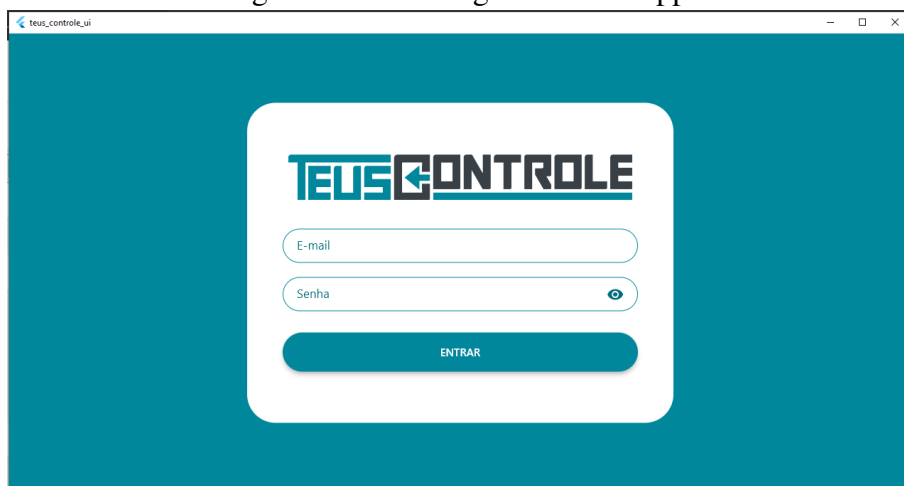 teus_controle_ui
TEUSCONTROLE
E-mail
Senha
ENTRAR